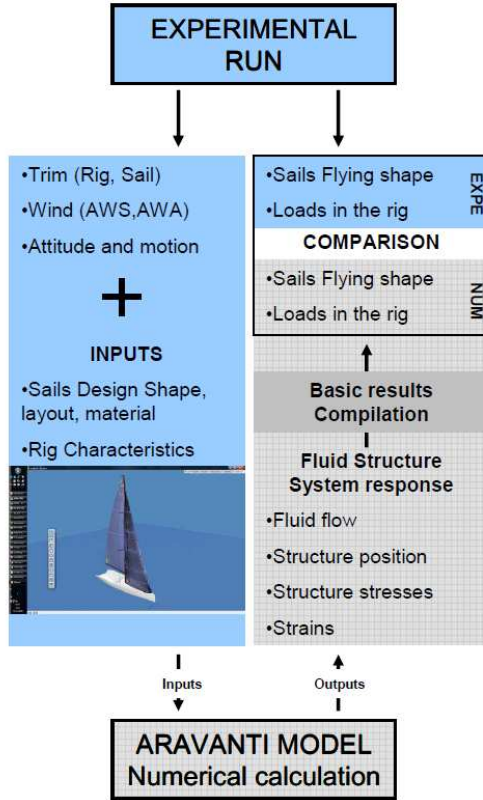 EXPERIMENTAL
RUN
•Trim (Rig, Sail)
•Wind (AWS,AWA)
•Attitude and motion
+
INPUTS
•Sails Design Shape,
layout, material
•Rig Characteristics
•Sails Flying shape
•Loads in the rig
EXPE
COMPARISON
•Sails Flying shape
•Loads in the rig
NUM
Basic results
Compilation
Fluid Structure
System response
•Fluid flow
•Structure position
•Structure stresses
•Strains
Inputs
Outputs
ARAVANTI MODEL
Numerical calculation